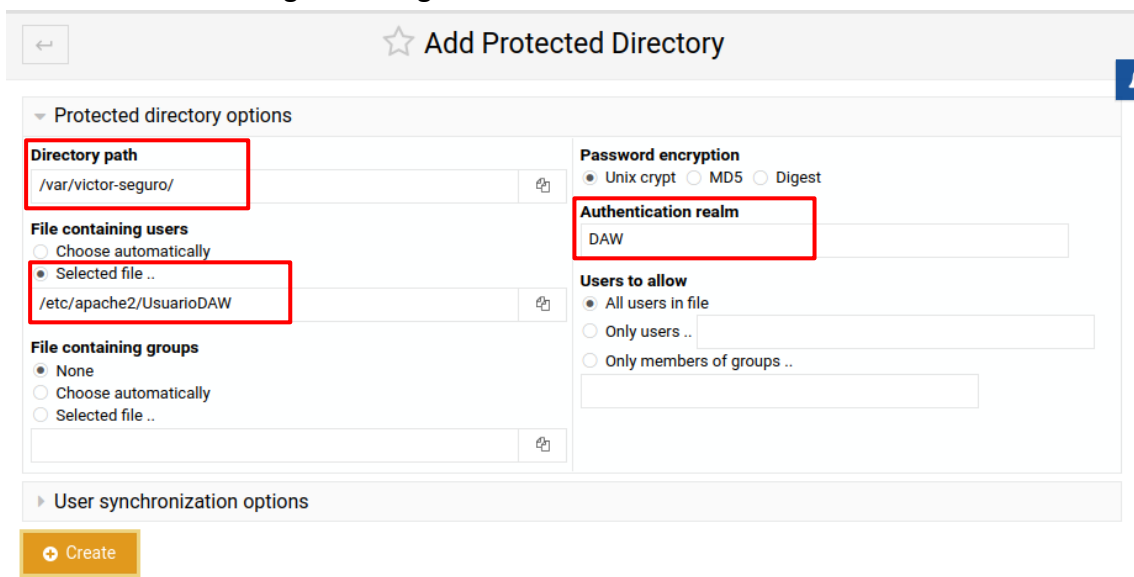 Add Protected Directory
Protected directory options
Directory path
/var/victor-seguro/
File containing users
Choose automatically
Selected file ..
/etc/apache2/UsuarioDAW
File containing groups
None
Choose automatically
Selected file ..
Password encryption
Unix crypt MD5 Digest
Authentication realm
DAW
Users to allow
All users in file
Only users ..
Only members of groups ..
User synchronization options
Create